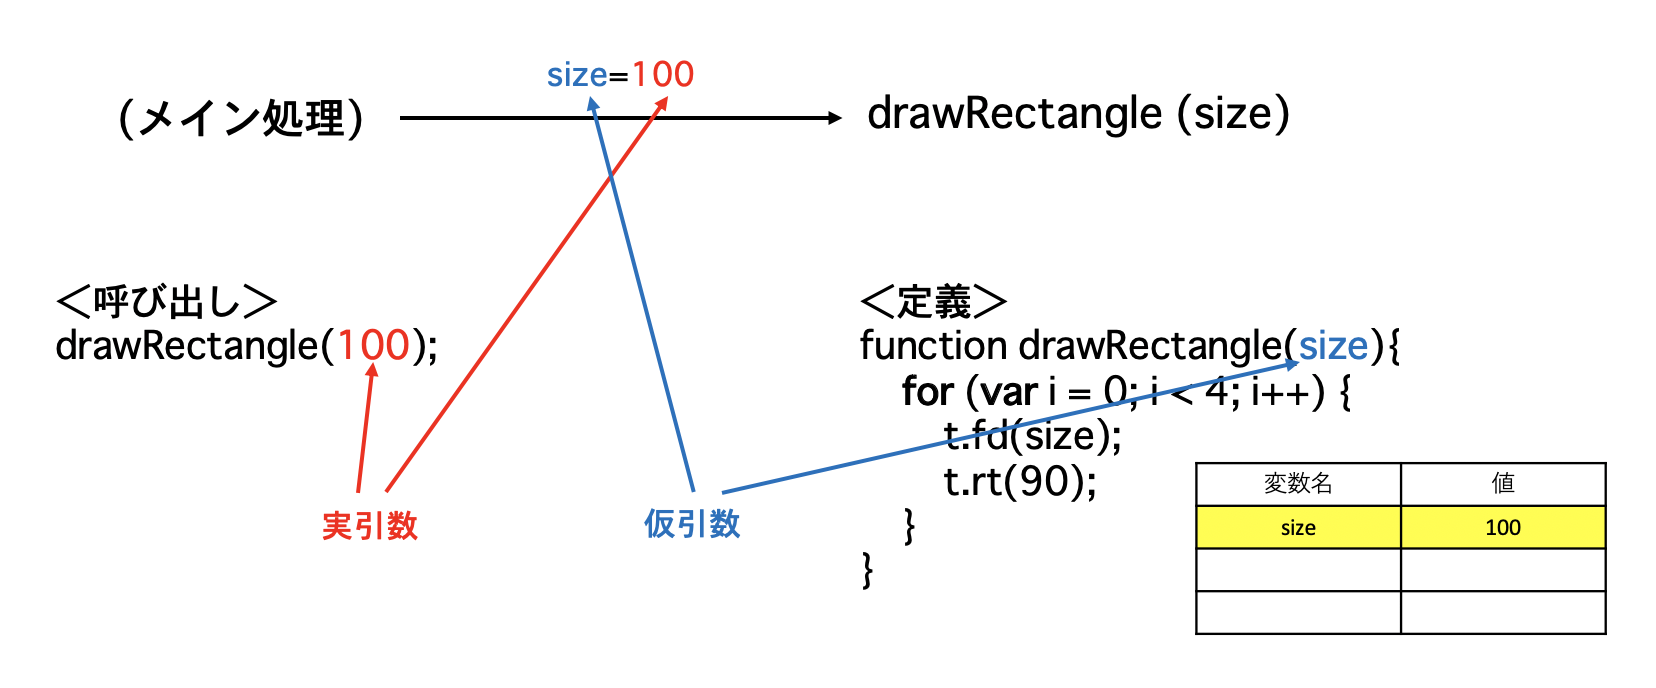 size=100
(メイン処理)
drawRectangle (size)
＜呼び出し＞
drawRectangle(100);
実引数
仮引数
＜定義＞
function drawRectangle(size){
for (var i = 0; i < 4; i++) {
t.fd(size);
t.rt(90);
}
}
変数名 値
size 100